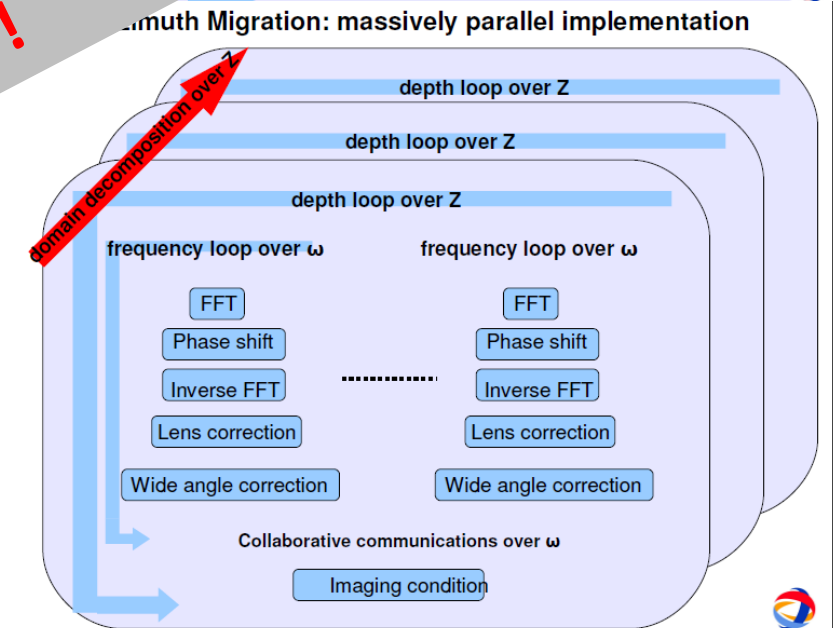 !
zimuth Migration: massively parallel implementation
depth loop over Z
depth loop over Z
depth loop over Z
domain decomposition over Z
frequency loop over ω
frequency loop over ω
FFT
FFT
Phase shift
Phase shift
Inverse FFT
Inverse FFT
Lens correction
Lens correction
Wide angle correction
Wide angle correction
Collaborative communications over ω
Imaging condition